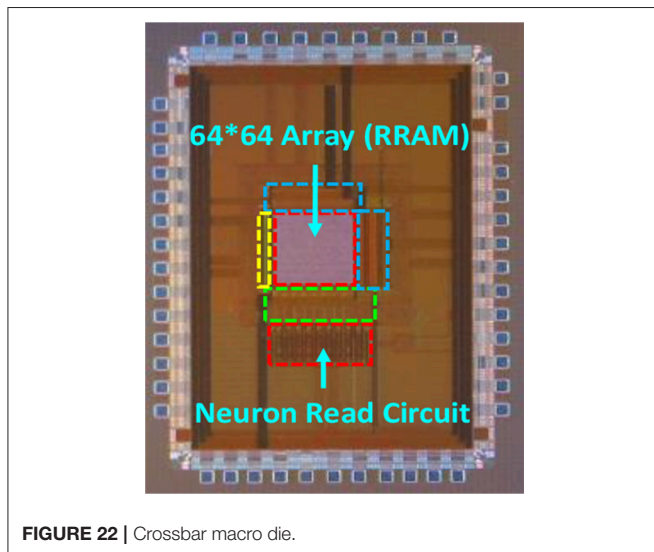 64*64 Array (RRAM)
Neuron Read Circuit
FIGURE 22 | Crossbar macro die.